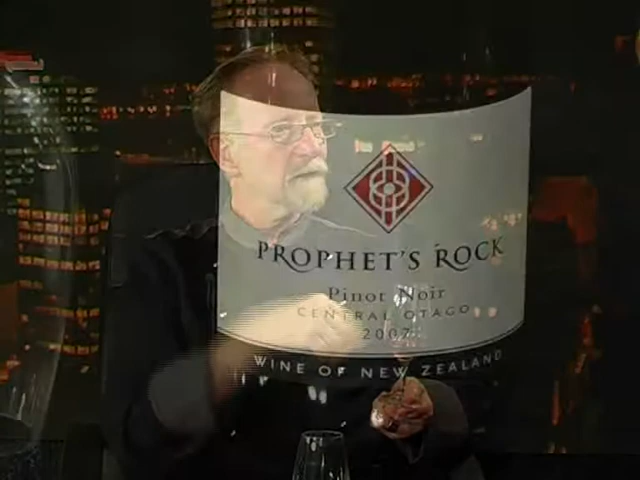 PROPHET'S ROCK
Pinot Noir
CENTRAL OTAGO
2007
WINE OF NEW ZEALAND